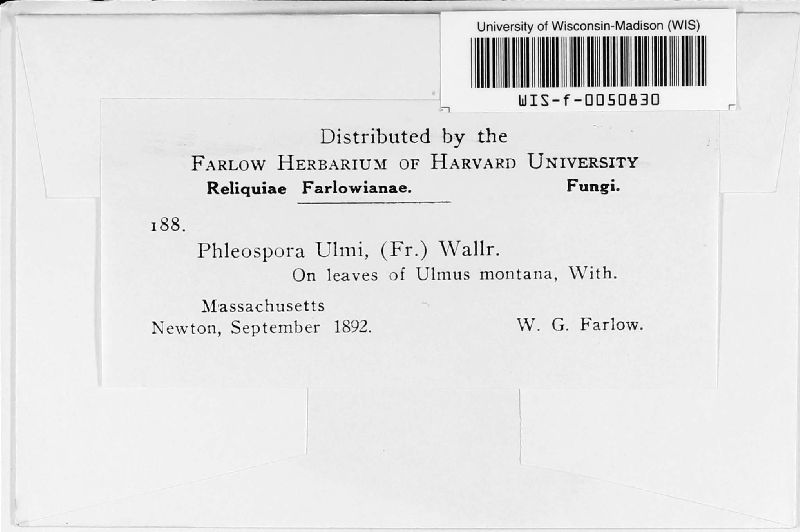 University of Wisconsin-Madison (WIS)
WIS-f-0050830
Distributed by the
FARLOW HERBARIUM OF HARVARD UNIVERSITY
Reliquiae Farlowianae. Fungi.
188.
Phleospora Ulmi, (Fr.) Wallr.
On leaves of Ulmus montana, With.
Massachusetts
Newton, September 1892. W. G. Farlow.